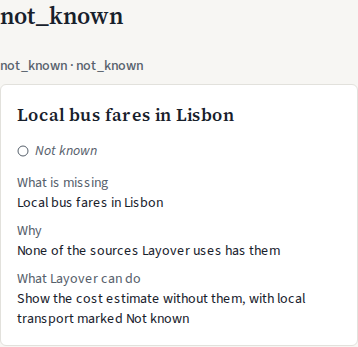 not_known
not_known · not_known
Local bus fares in Lisbon
Not known
What is missing
Local bus fares in Lisbon
Why
None of the sources Layover uses has them
What Layover can do
Show the cost estimate without them, with local
transport marked Not known